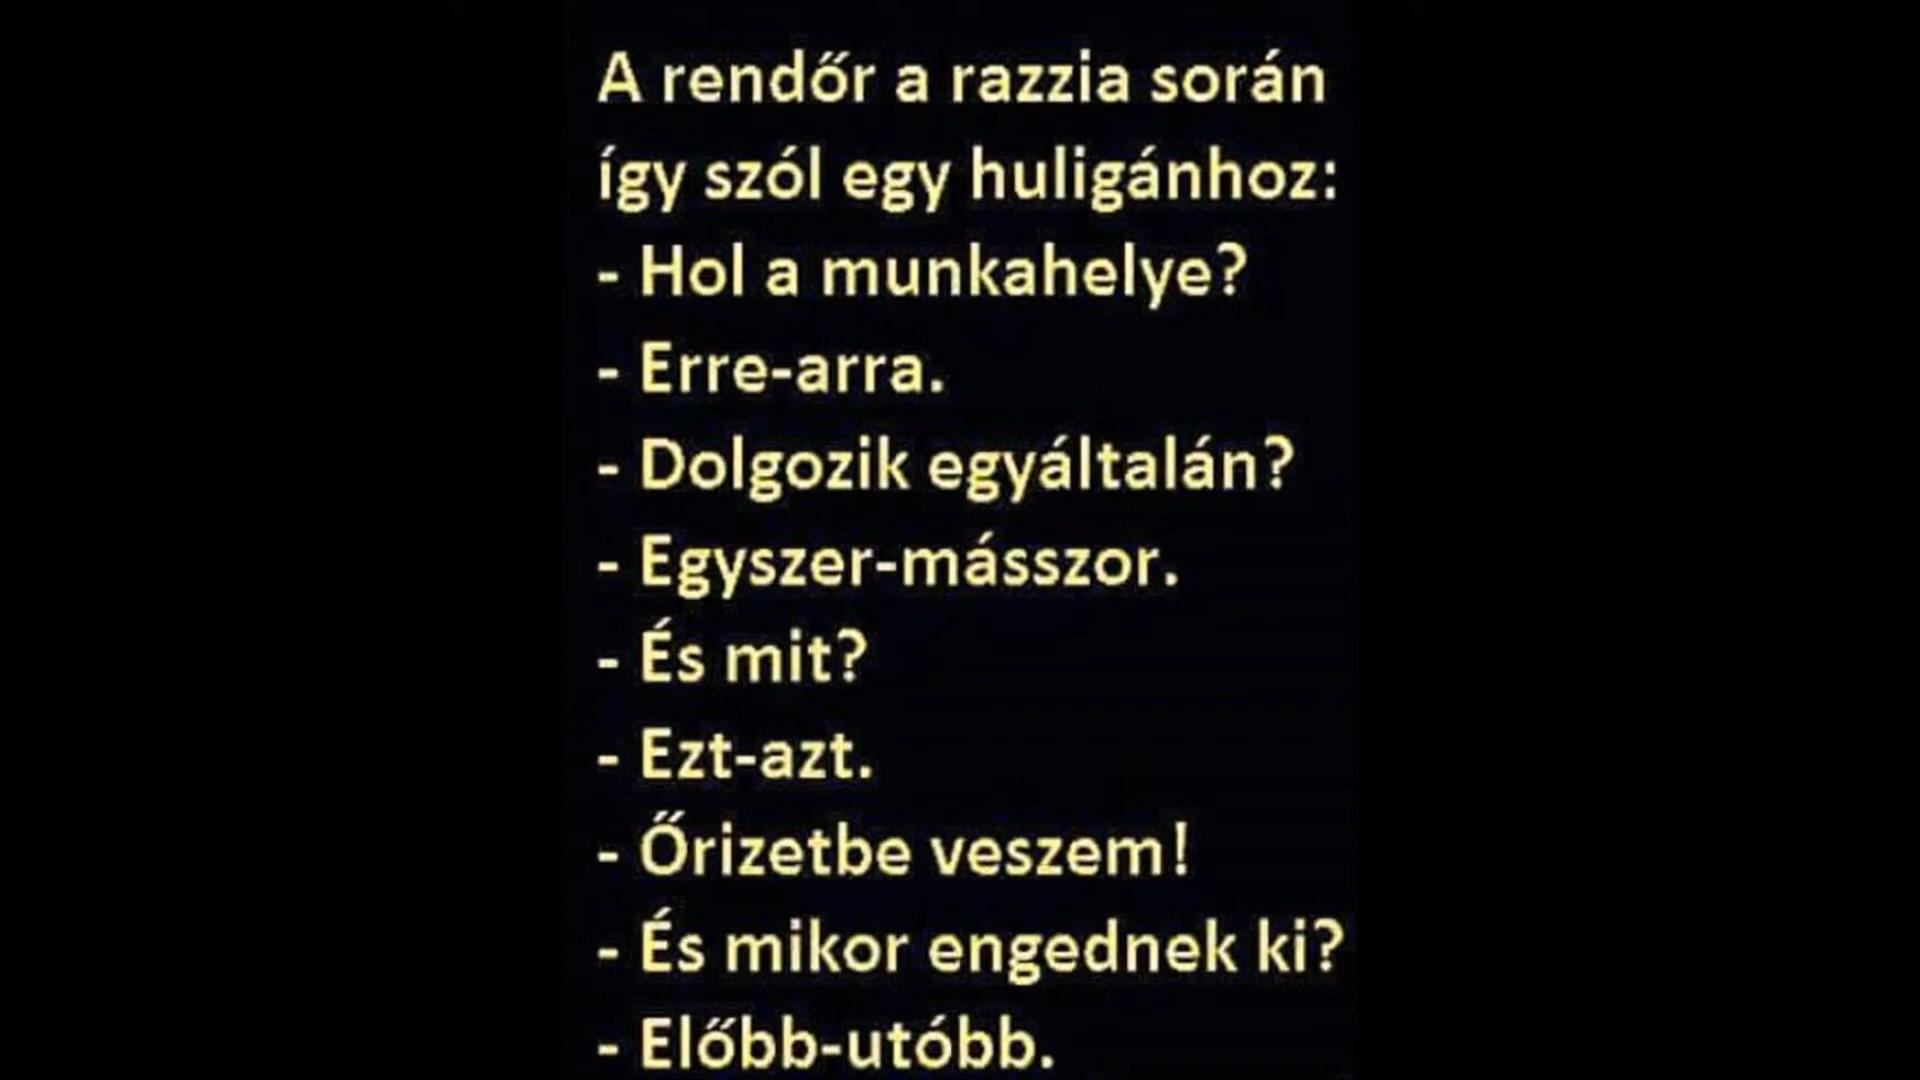 A rendőr a razzia során
így szól egy huligánhoz:
- Hol a munkahelye?
- Erre-arra.
- Dolgozik egyáltalán?
- Egyszer-másszor.
- És mit?
- Ezt-azt.
- Őrizetbe veszem!
- És mikor engednek ki?
- Előbb-utóbb.